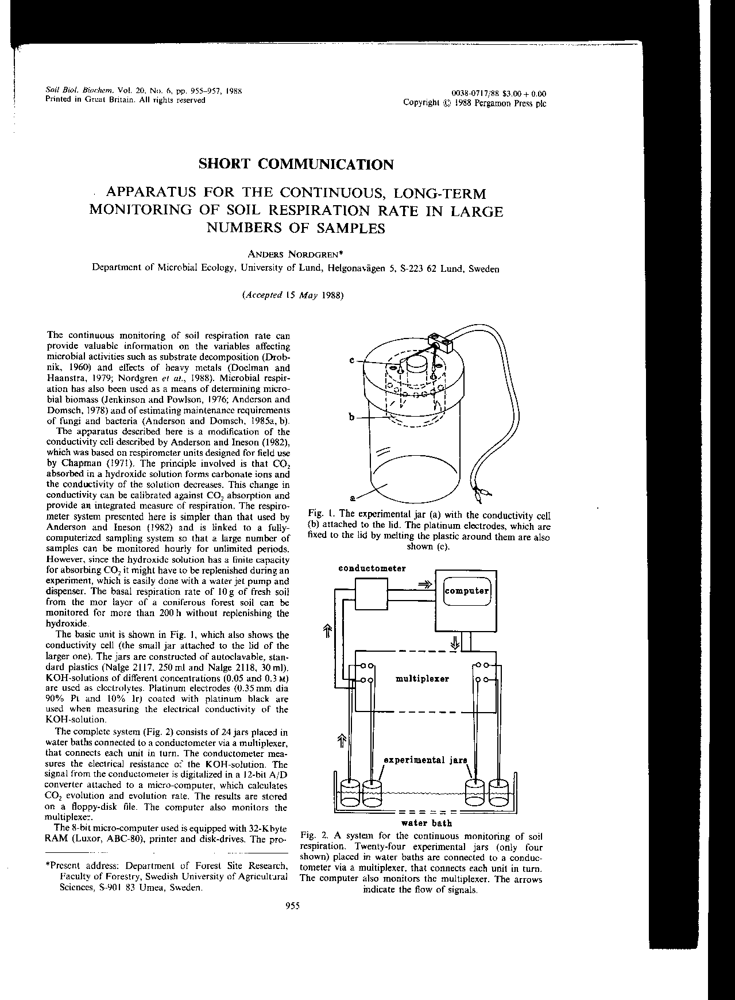 Soil Biol. Biochem. Vol. 20, No. 6, pp. 955–957, 1988
Printed in Great Britain. All rights reserved
0038-0717/88 $3.00 + 0.00
Copyright © 1988 Pergamon Press plc
SHORT COMMUNICATION
APPARATUS FOR THE CONTINUOUS, LONG-TERM
MONITORING OF SOIL RESPIRATION RATE IN LARGE
NUMBERS OF SAMPLES
ANDERS NORDGREN*
Department of Microbial Ecology, University of Lund, Helgonavägen 5, S-223 62 Lund, Sweden
(Accepted 15 May 1988)
The continuous monitoring of soil respiration rate can
provide valuable information on the variables affecting
microbial activities such as substrate decomposition (Drob-
nik, 1960) and effects of heavy metals (Doelman and
Haanstra, 1979; Nordgren et al., 1988). Microbial respir-
ation has also been used as a means of determining micro-
bial biomass (Jenkinson and Powlson, 1976; Anderson and
Domsch, 1978) and of estimating maintenance requirements
of fungi and bacteria (Anderson and Domsch, 1985a, b).
The apparatus described here is a modification of the
conductivity cell described by Anderson and Ineson (1982),
which was based on respirometer units designed for field use
by Chapman (1971). The principle involved is that CO₂
absorbed in a hydroxide solution forms carbonate ions and
the conductivity of the solution decreases. This change in
conductivity can be calibrated against CO₂ absorption and
provide an integrated measure of respiration. The respiro-
meter system presented here is simpler than that used by
Anderson and Ineson (1982) and is linked to a fully-
computerized sampling system so that a large number of
samples can be monitored hourly for unlimited periods.
However, since the hydroxide solution has a finite capacity
for absorbing CO₂ it might have to be replenished during an
experiment, which is easily done with a water jet pump and
dispenser. The basal respiration rate of 10 g of fresh soil
from the mor layer of a coniferous forest soil can be
monitored for more than 200 h without replenishing the
hydroxide.
The basic unit is shown in Fig. 1, which also shows the
conductivity cell (the small jar attached to the lid of the
larger one). The jars are constructed of autoclavable, stan-
dard plastics (Nalge 2117, 250 ml and Nalge 2118, 30 ml).
KOH-solutions of different concentrations (0.05 and 0.3 M)
are used as electrolytes. Platinum electrodes (0.35 mm dia
90% Pt and 10% Ir) coated with platinum black are
used when measuring the electrical conductivity of the
KOH-solution.
The complete system (Fig. 2) consists of 24 jars placed in
water baths connected to a conductometer via a multiplexer,
that connects each unit in turn. The conductometer mea-
sures the electrical resistance of the KOH-solution. The
signal from the conductometer is digitalized in a 12-bit A/D
converter attached to a micro-computer, which calculates
CO₂ evolution and evolution rate. The results are stored
on a floppy-disk file. The computer also monitors the
multiplexer.
The 8-bit micro-computer used is equipped with 32-Kbyte
RAM (Luxor, ABC-80), printer and disk-drives. The pro-
*Present address: Department of Forest Site Research,
Faculty of Forestry, Swedish University of Agricultural
Sciences, S-901 83 Umea, Sweden.
c
b
a
Fig. 1. The experimental jar (a) with the conductivity cell
(b) attached to the lid. The platinum electrodes, which are
fixed to the lid by melting the plastic around them are also
shown (c).
conductometer
computer
multiplexer
experimental jars
water bath
Fig. 2. A system for the continuous monitoring of soil
respiration. Twenty-four experimental jars (only four
shown) placed in water baths are connected to a conduc-
tometer via a multiplexer, that connects each unit in turn.
The computer also monitors the multiplexer. The arrows
indicate the flow of signals.
955